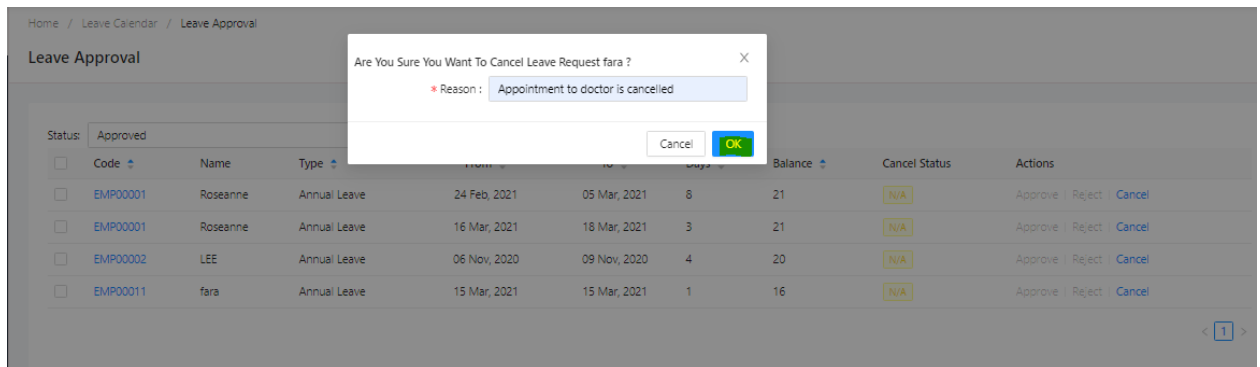 Home / Leave Calendar / Leave Approval
Leave Approval
Are You Sure You Want To Cancel Leave Request fara ?
X
* Reason : Appointment to doctor is cancelled
Cancel OK
Status: Approved
Code Name Type From To Days Balance Cancel Status Actions
EMP00001 Roseanne Annual Leave 24 Feb, 2021 05 Mar, 2021 8 21 N/A Approve | Reject | Cancel
EMP00001 Roseanne Annual Leave 16 Mar, 2021 18 Mar, 2021 3 21 N/A Approve | Reject | Cancel
EMP00002 LEE Annual Leave 06 Nov, 2020 09 Nov, 2020 4 20 N/A Approve | Reject | Cancel
EMP00011 fara Annual Leave 15 Mar, 2021 15 Mar, 2021 1 16 N/A Approve | Reject | Cancel
< 1 >